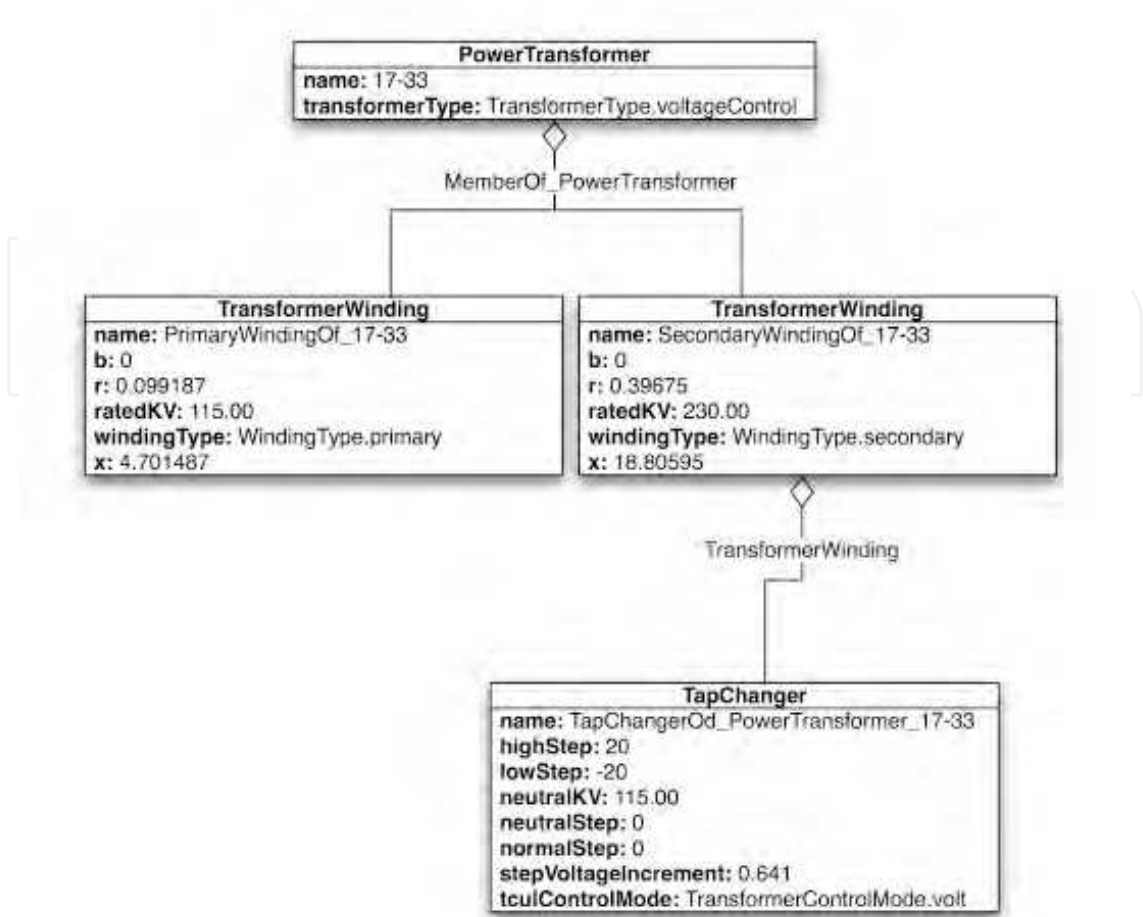 PowerTransformer
name: 17-33
transformerType: TransformerType.voltageControl
MemberOf_PowerTransformer
TransformerWinding
name: PrimaryWindingOf_17-33
b: 0
r: 0.099187
ratedKV: 115.00
windingType: WindingType.primary
x: 4.701487
TransformerWinding
name: SecondaryWindingOf_17-33
b: 0
r: 0.39675
ratedKV: 230.00
windingType: WindingType.secondary
x: 18.80595
TransformerWinding
TapChanger
name: TapChangerOd_PowerTransformer_17-33
highStep: 20
lowStep: -20
neutralKV: 115.00
neutralStep: 0
normalStep: 0
stepVoltageIncrement: 0.641
tculControlMode: TransformerControlMode.volt